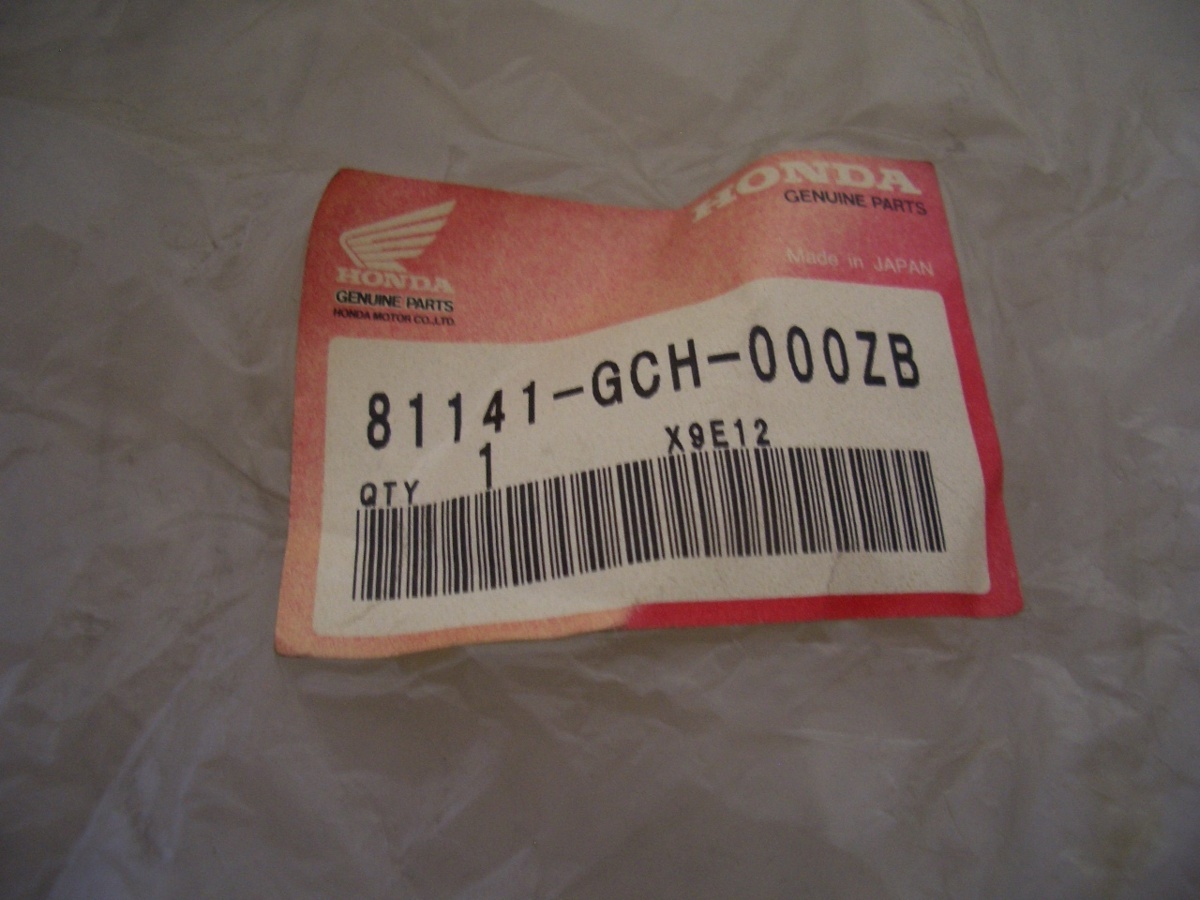 HONDA
GENUINE PARTS
Made in JAPAN
HONDA
GENUINE PARTS
HONDA MOTOR CO.,LTD.
81141-GCH-000ZB
QTY 1 X9E12